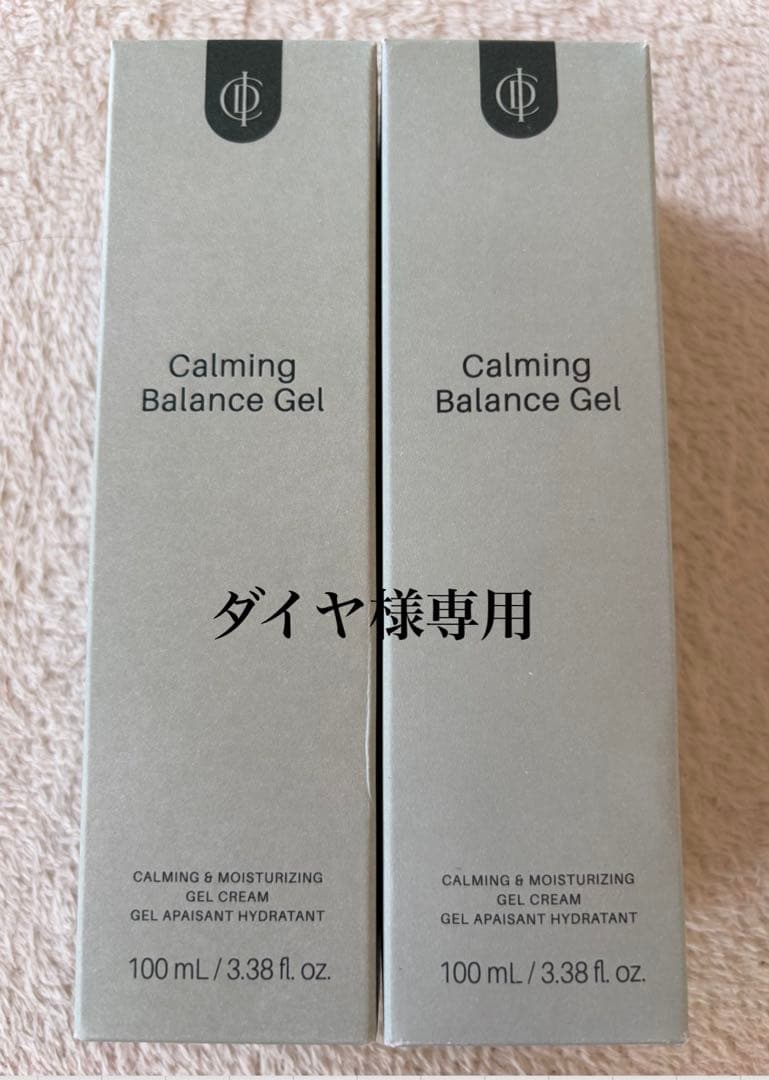 Calming
Balance Gel
Calming
Balance Gel
ダイヤ様専用
CALMING & MOISTURIZING
GEL CREAM
GEL APAISANT HYDRATANT
100 mL / 3.38 fl. oz.
CALMING & MOISTURIZING
GEL CREAM
GEL APAISANT HYDRATANT
100 mL / 3.38 fl. oz.